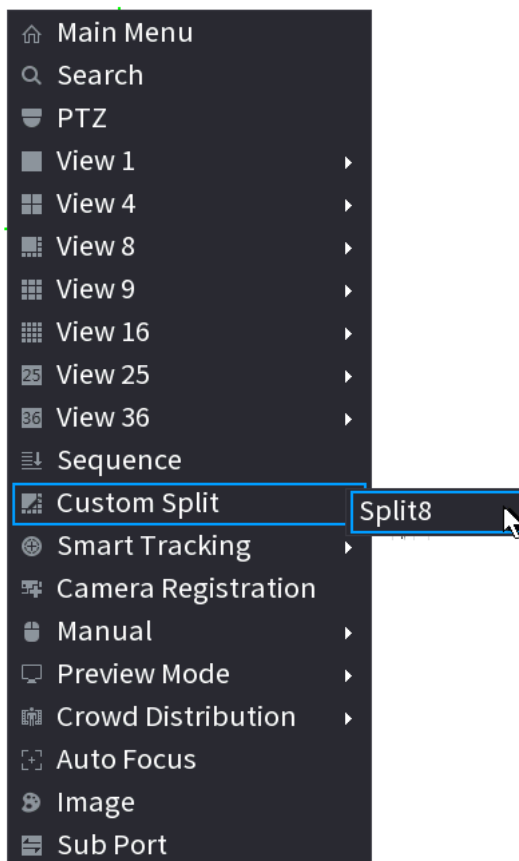 Main Menu
Search
PTZ
View 1
View 4
View 8
View 9
View 16
25 View 25
36 View 36
Sequence
Custom Split
Split8
Smart Tracking
Camera Registration
Manual
Preview Mode
Crowd Distribution
Auto Focus
Image
Sub Port